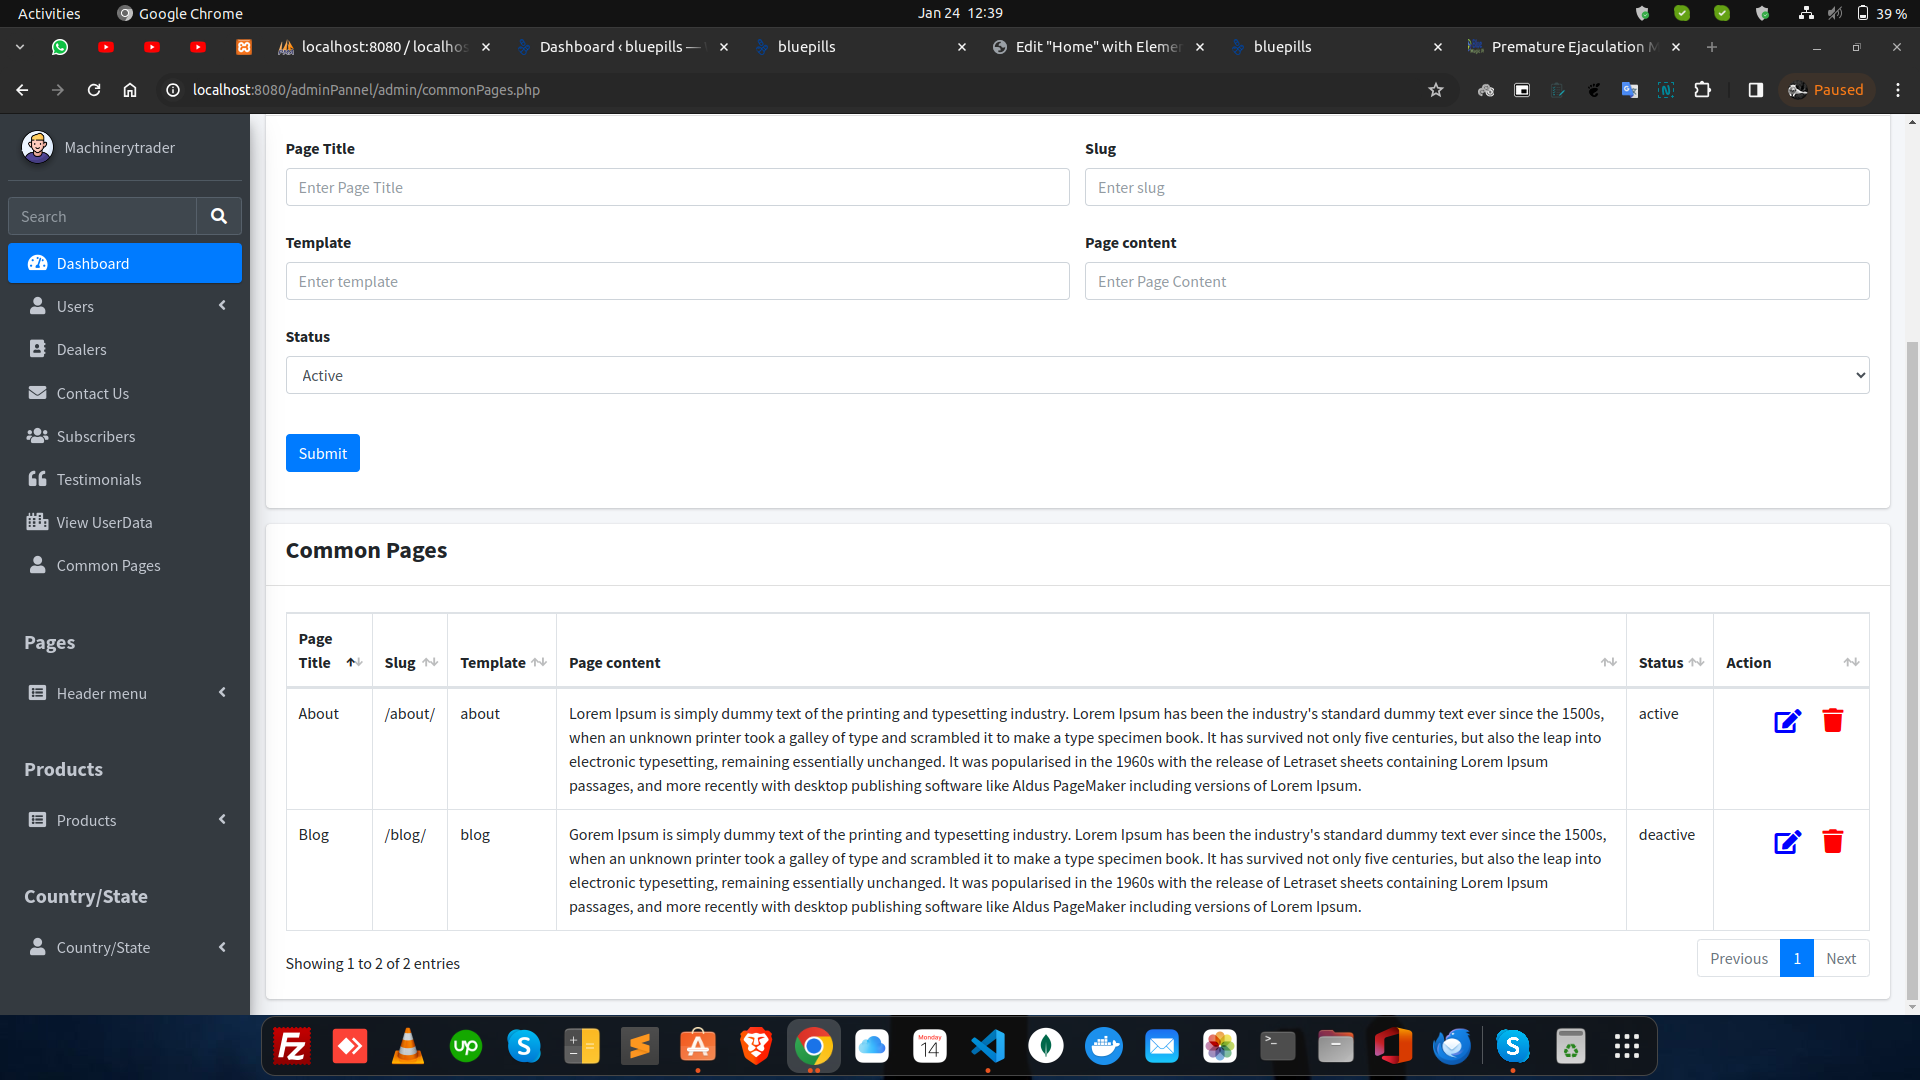 Activities Google Chrome Jan 24 12:39 39 %
localhost:8080 / localhos Dashboard ‹ bluepills — bluepills Edit "Home" with Elemen bluepills Premature Ejaculation M
localhost:8080/adminPannel/admin/commonPages.php Paused
Machinerytrader
Search
Dashboard
Users
Dealers
Contact Us
Subscribers
Testimonials
View UserData
Common Pages
Pages
Header menu
Products
Products
Country/State
Country/State
Page Title Slug
Enter Page Title Enter slug
Template Page content
Enter template Enter Page Content
Status
Active
Submit
Common Pages
Page
Title Slug Template Page content Status Action
About /about/ about Lorem Ipsum is simply dummy text of the printing and typesetting industry. Lorem Ipsum has been the industry's standard dummy text ever since the 1500s, active
when an unknown printer took a galley of type and scrambled it to make a type specimen book. It has survived not only five centuries, but also the leap into
electronic typesetting, remaining essentially unchanged. It was popularised in the 1960s with the release of Letraset sheets containing Lorem Ipsum
passages, and more recently with desktop publishing software like Aldus PageMaker including versions of Lorem Ipsum.
Blog /blog/ blog Gorem Ipsum is simply dummy text of the printing and typesetting industry. Lorem Ipsum has been the industry's standard dummy text ever since the 1500s, deactive
when an unknown printer took a galley of type and scrambled it to make a type specimen book. It has survived not only five centuries, but also the leap into
electronic typesetting, remaining essentially unchanged. It was popularised in the 1960s with the release of Letraset sheets containing Lorem Ipsum
passages, and more recently with desktop publishing software like Aldus PageMaker including versions of Lorem Ipsum.
Showing 1 to 2 of 2 entries Previous 1 Next
Fz up S Monday 14 S